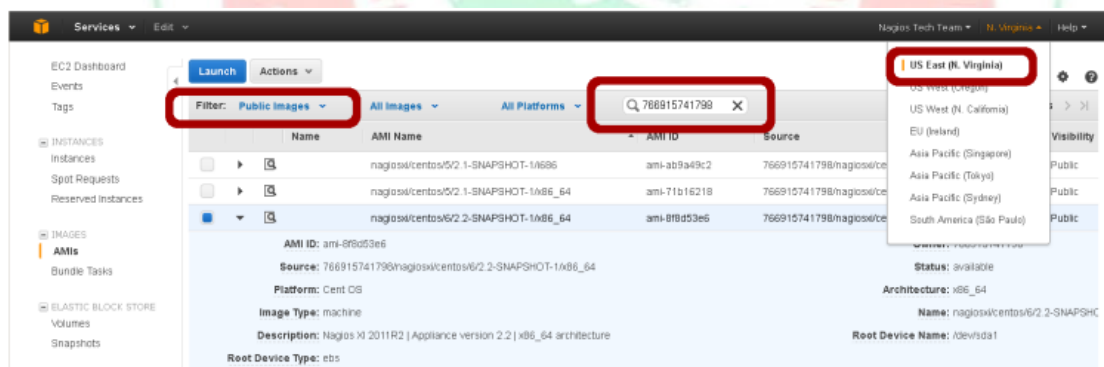 Services Edit Nagios Tech Team N. Virginia Help
EC2 Dashboard
Events
Tags
INSTANCES
Instances
Spot Requests
Reserved Instances
IMAGES
AMIs
Bundle Tasks
ELASTIC BLOCK STORE
Volumes
Snapshots
Launch Actions
Filter: Public Images All Images All Platforms 766915741798
US East (N. Virginia)
US West (Oregon)
US West (N. California)
EU (Ireland)
Asia Pacific (Singapore)
Asia Pacific (Tokyo)
Asia Pacific (Sydney)
South America (São Paulo)
Name AMI Name AMI ID Source Visibility
nagiosxi/centos/5/2.1-SNAPSHOT-1/i686 ami-ab9a49c2 766915741798/nagiosxi/ce Public
nagiosxi/centos/6/2.1-SNAPSHOT-1/x86_64 ami-71b16218 766915741798/nagiosxi/ce Public
nagiosxi/centos/6/2.2-SNAPSHOT-1/x86_64 ami-8f8d53e6 766915741798/nagiosxi/ce Public
AMI ID: ami-8f8d53e6 Owner: 766915741798
Source: 766915741798/nagiosxi/centos/6/2.2-SNAPSHOT-1/x86_64 Status: available
Platform: Cent OS Architecture: x86_64
Image Type: machine Name: nagiosxi/centos/6/2.2-SNAPSHO
Description: Nagios XI 2011R2 | Appliance version 2.2 | x86_64 architecture Root Device Name: /dev/sda1
Root Device Type: ebs